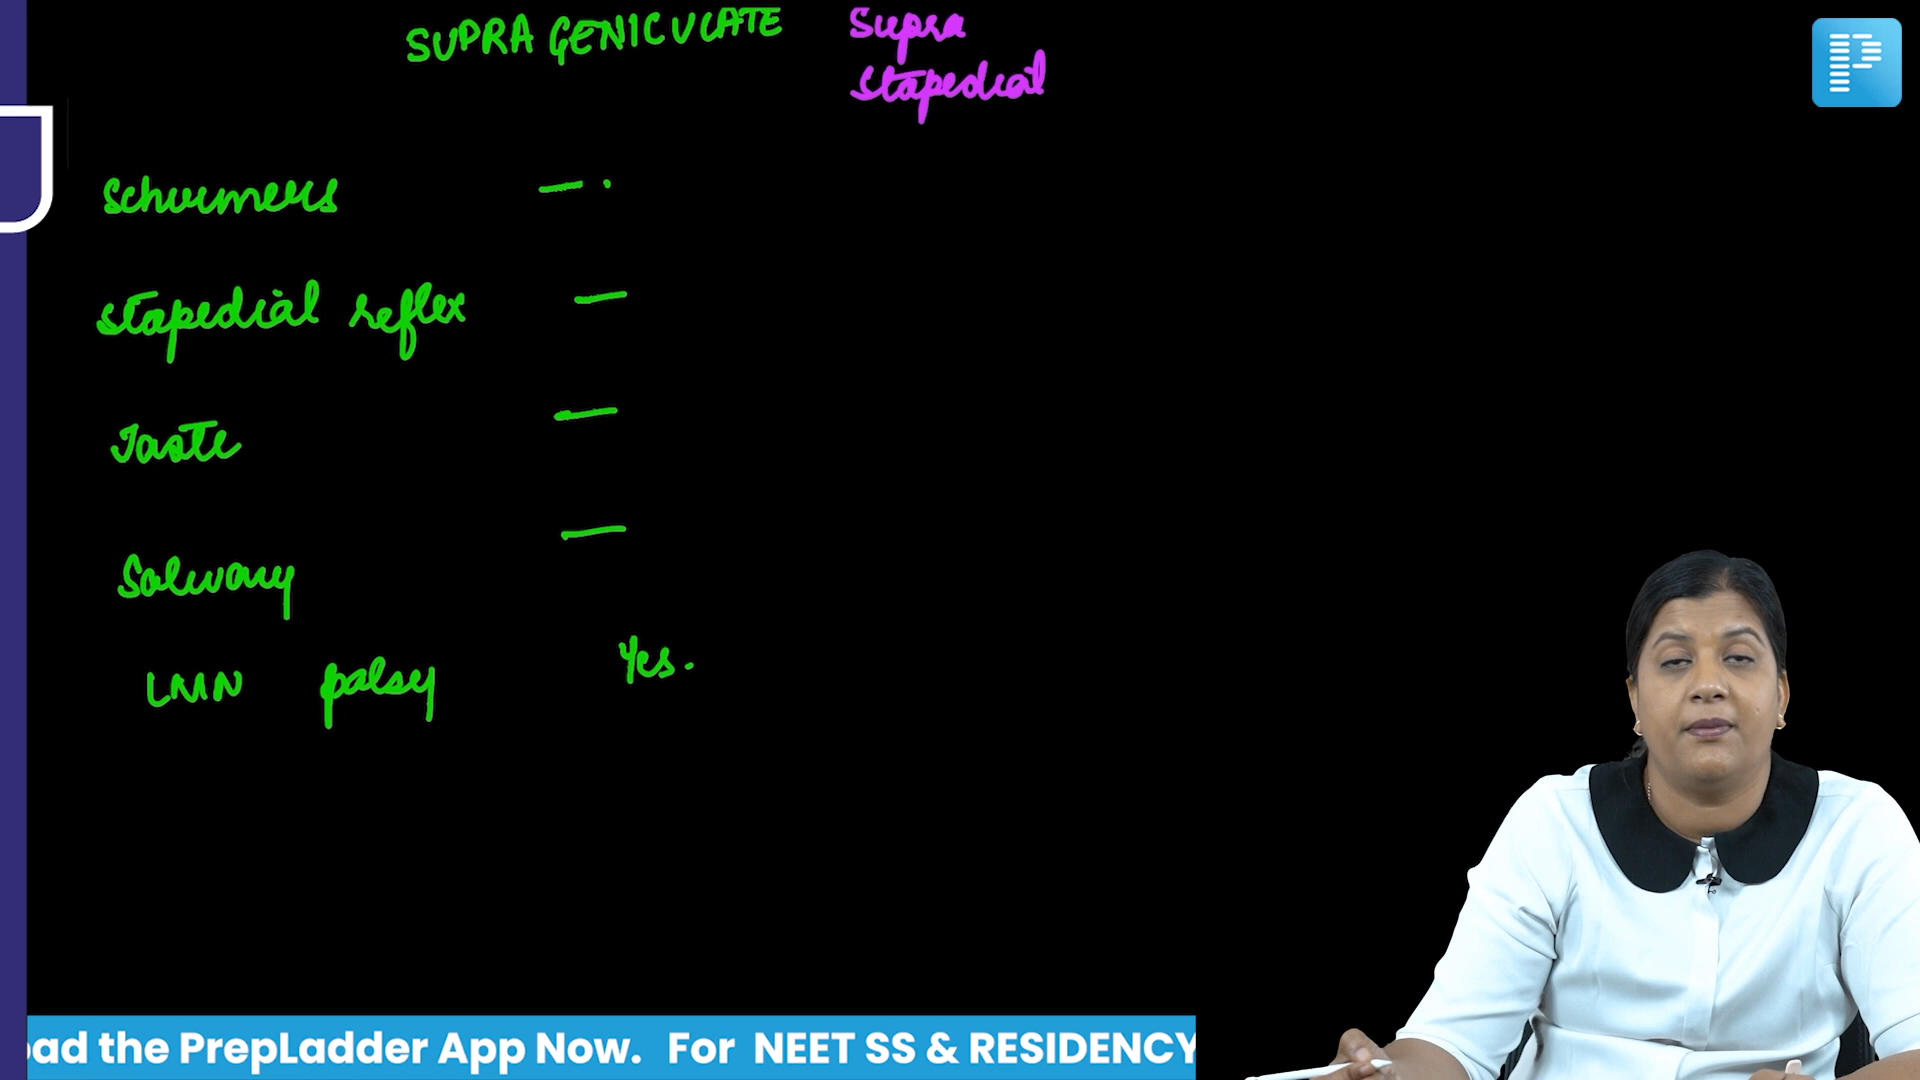 SUPRA GENICULATE
Supra
Stapedial
Schirmers — .
Stapedial reflex —
Taste —
Salivary —
LMN palsy Yes.
oad the PrepLadder App Now. For NEET SS & RESIDENCY